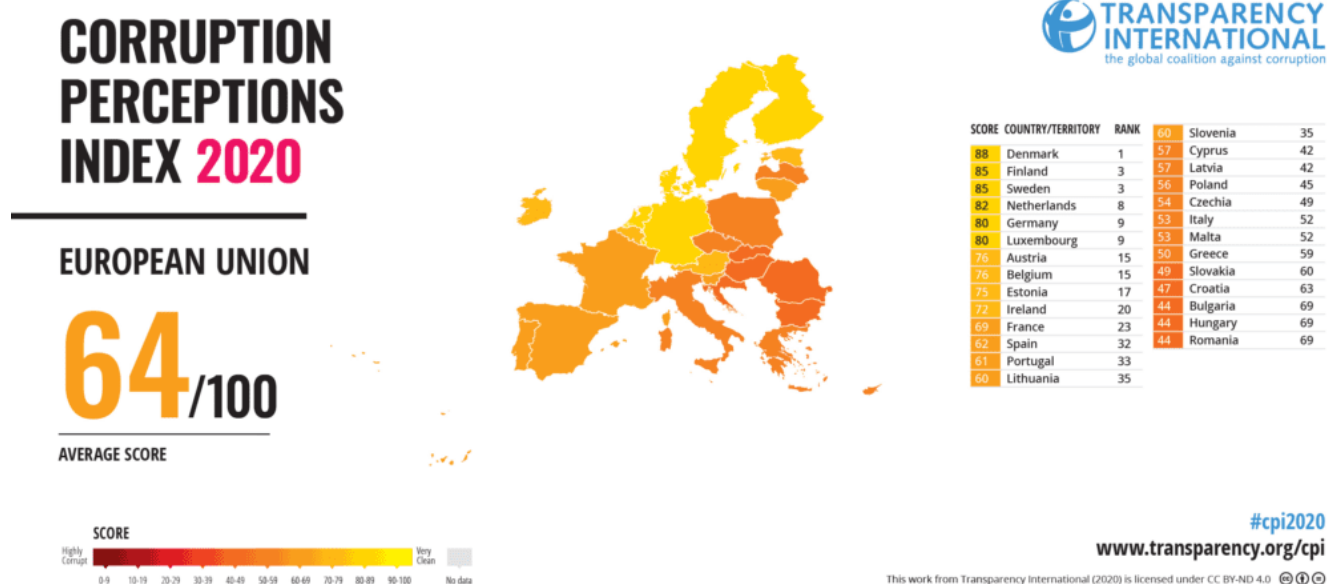 CORRUPTION
PERCEPTIONS
INDEX 2020
EUROPEAN UNION
64/100
AVERAGE SCORE
TRANSPARENCY
INTERNATIONAL
the global coalition against corruption
SCORE COUNTRY/TERRITORY RANK
88 Denmark 1
85 Finland 3
85 Sweden 3
82 Netherlands 8
80 Germany 9
80 Luxembourg 9
76 Austria 15
76 Belgium 15
75 Estonia 17
72 Ireland 20
69 France 23
62 Spain 32
61 Portugal 33
60 Lithuania 35
60 Slovenia 35
57 Cyprus 42
57 Latvia 42
56 Poland 45
54 Czechia 49
53 Italy 52
53 Malta 52
50 Greece 59
49 Slovakia 60
47 Croatia 63
44 Bulgaria 69
44 Hungary 69
44 Romania 69
SCORE
Highly
Corrupt
Very
Clean
0-9 10-19 20-29 30-39 40-49 50-59 60-69 70-79 80-89 90-100 No data
#cpi2020
www.transparency.org/cpi
This work from Transparency International (2020) is licensed under CC BY-ND 4.0